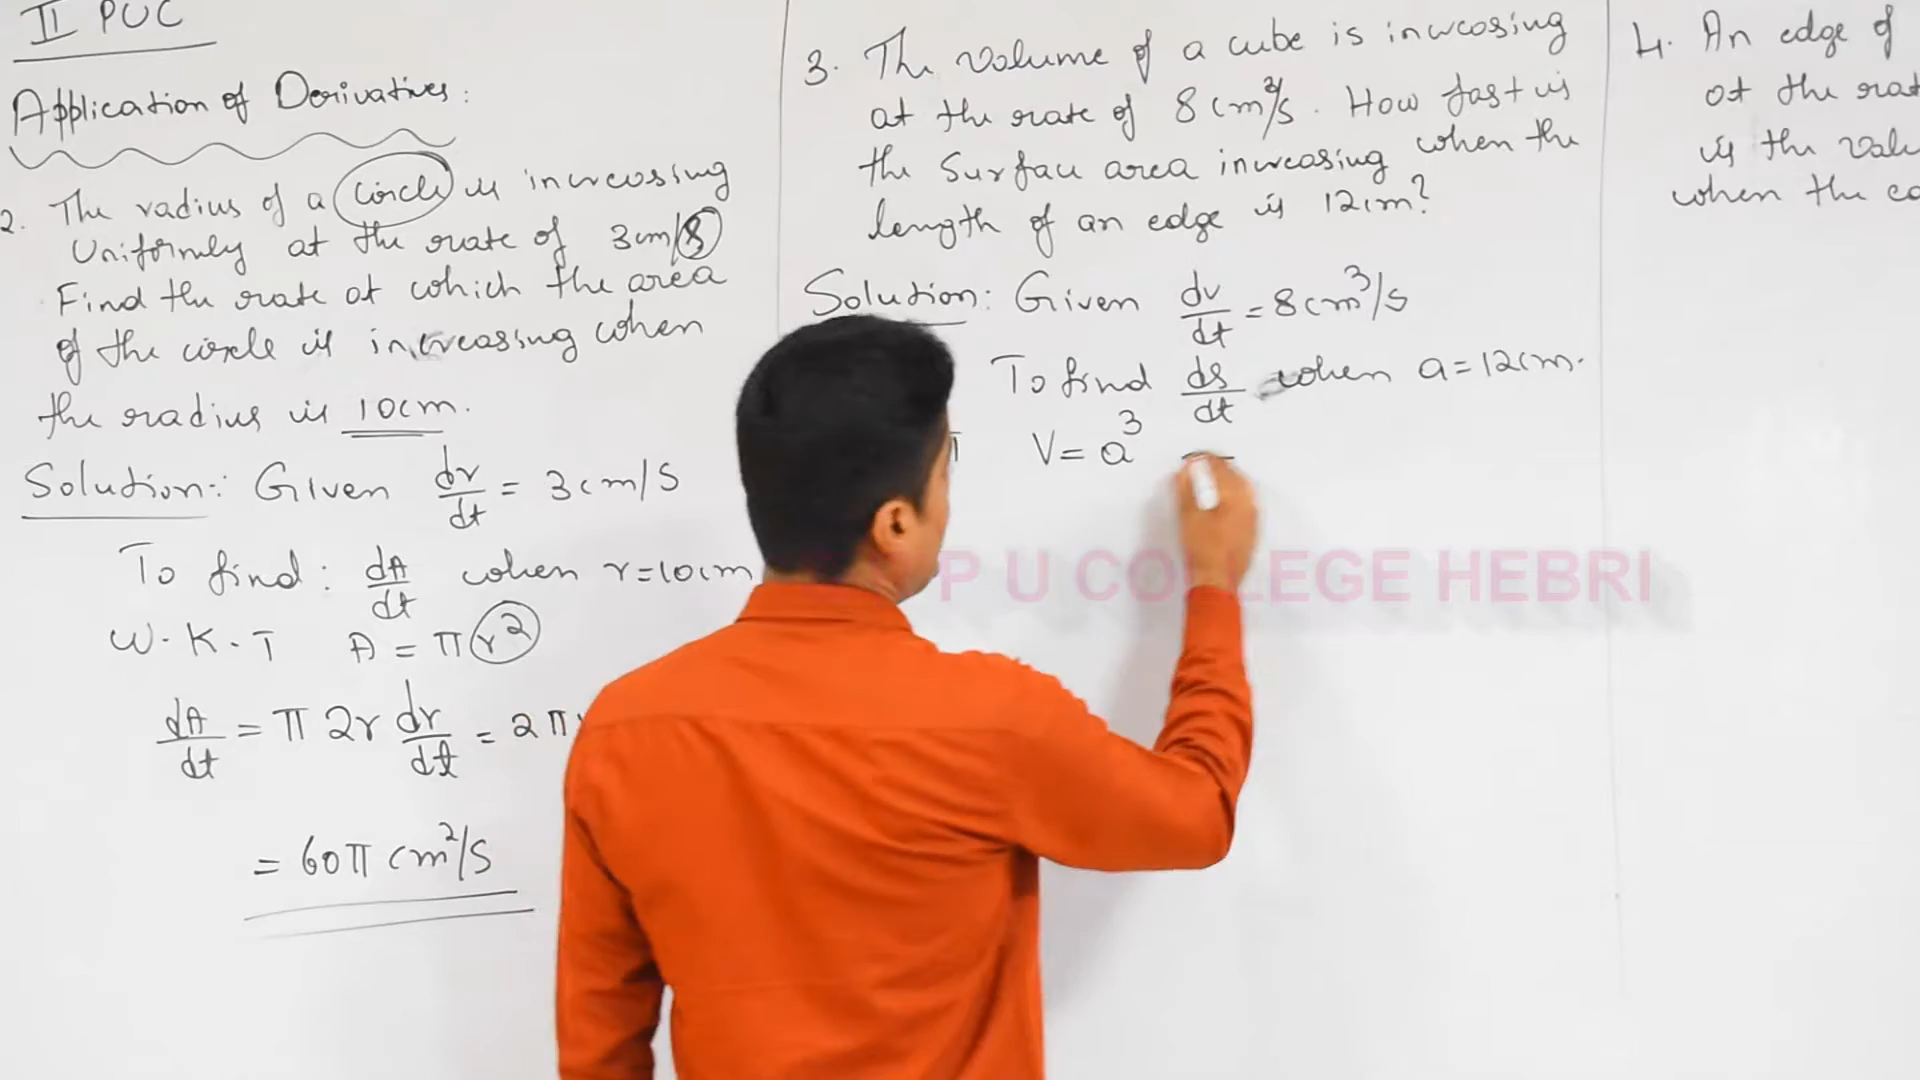 II PUC
Application of Derivatives:
2. The radius of a circle is increasing
Uniformly at the rate of 3cm/s
Find the rate at which the area
of the circle is increasing when
the radius is 10cm.
Solution: Given dr/dt = 3cm/s
To find: dA/dt when r=10cm
W.K.T A = πr²
dA/dt = π 2r dr/dt = 2π
= 60π cm²/s
3. The volume of a cube is increasing
at the rate of 8cm³/s. How fast is
the surface area increasing when the
length of an edge is 12cm?
Solution: Given dv/dt = 8cm³/s
To find ds/dt when a=12cm.
T V = a³
P U COLLEGE HEBRI
4. An edge of
at the rat
is the
when the